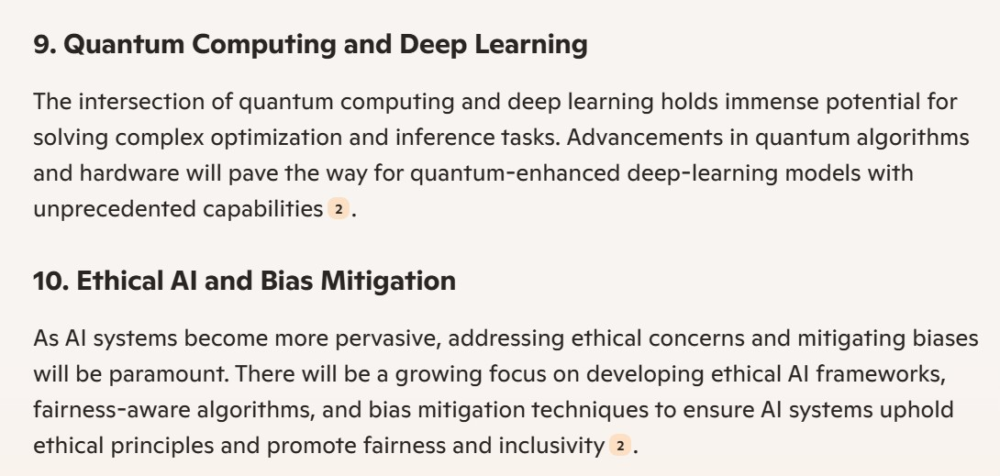 9. Quantum Computing and Deep Learning
The intersection of quantum computing and deep learning holds immense potential for
solving complex optimization and inference tasks. Advancements in quantum algorithms
and hardware will pave the way for quantum-enhanced deep-learning models with
unprecedented capabilities 2 .
10. Ethical AI and Bias Mitigation
As AI systems become more pervasive, addressing ethical concerns and mitigating biases
will be paramount. There will be a growing focus on developing ethical AI frameworks,
fairness-aware algorithms, and bias mitigation techniques to ensure AI systems uphold
ethical principles and promote fairness and inclusivity 2 .